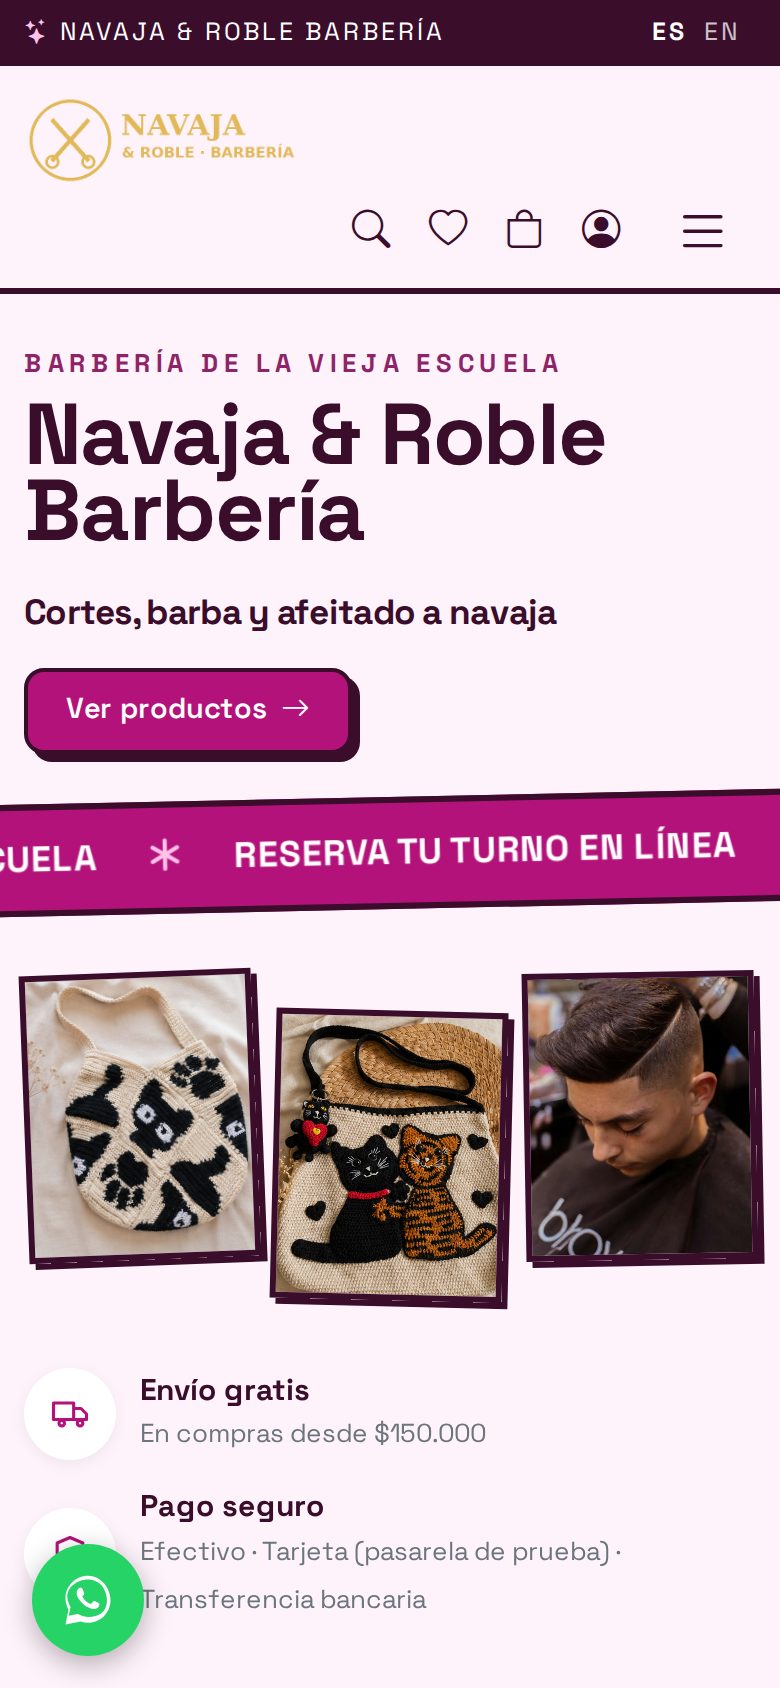 NAVAJA & ROBLE BARBERÍA
ES EN
NAVAJA
& ROBLE · BARBERÍA
BARBERÍA DE LA VIEJA ESCUELA
Navaja & Roble
Barbería
Cortes, barba y afeitado a navaja
Ver productos →
CUELA * RESERVA TU TURNO EN LÍNEA
Envío gratis
En compras desde $150.000
Pago seguro
Efectivo · Tarjeta (pasarela de prueba) ·
Transferencia bancaria